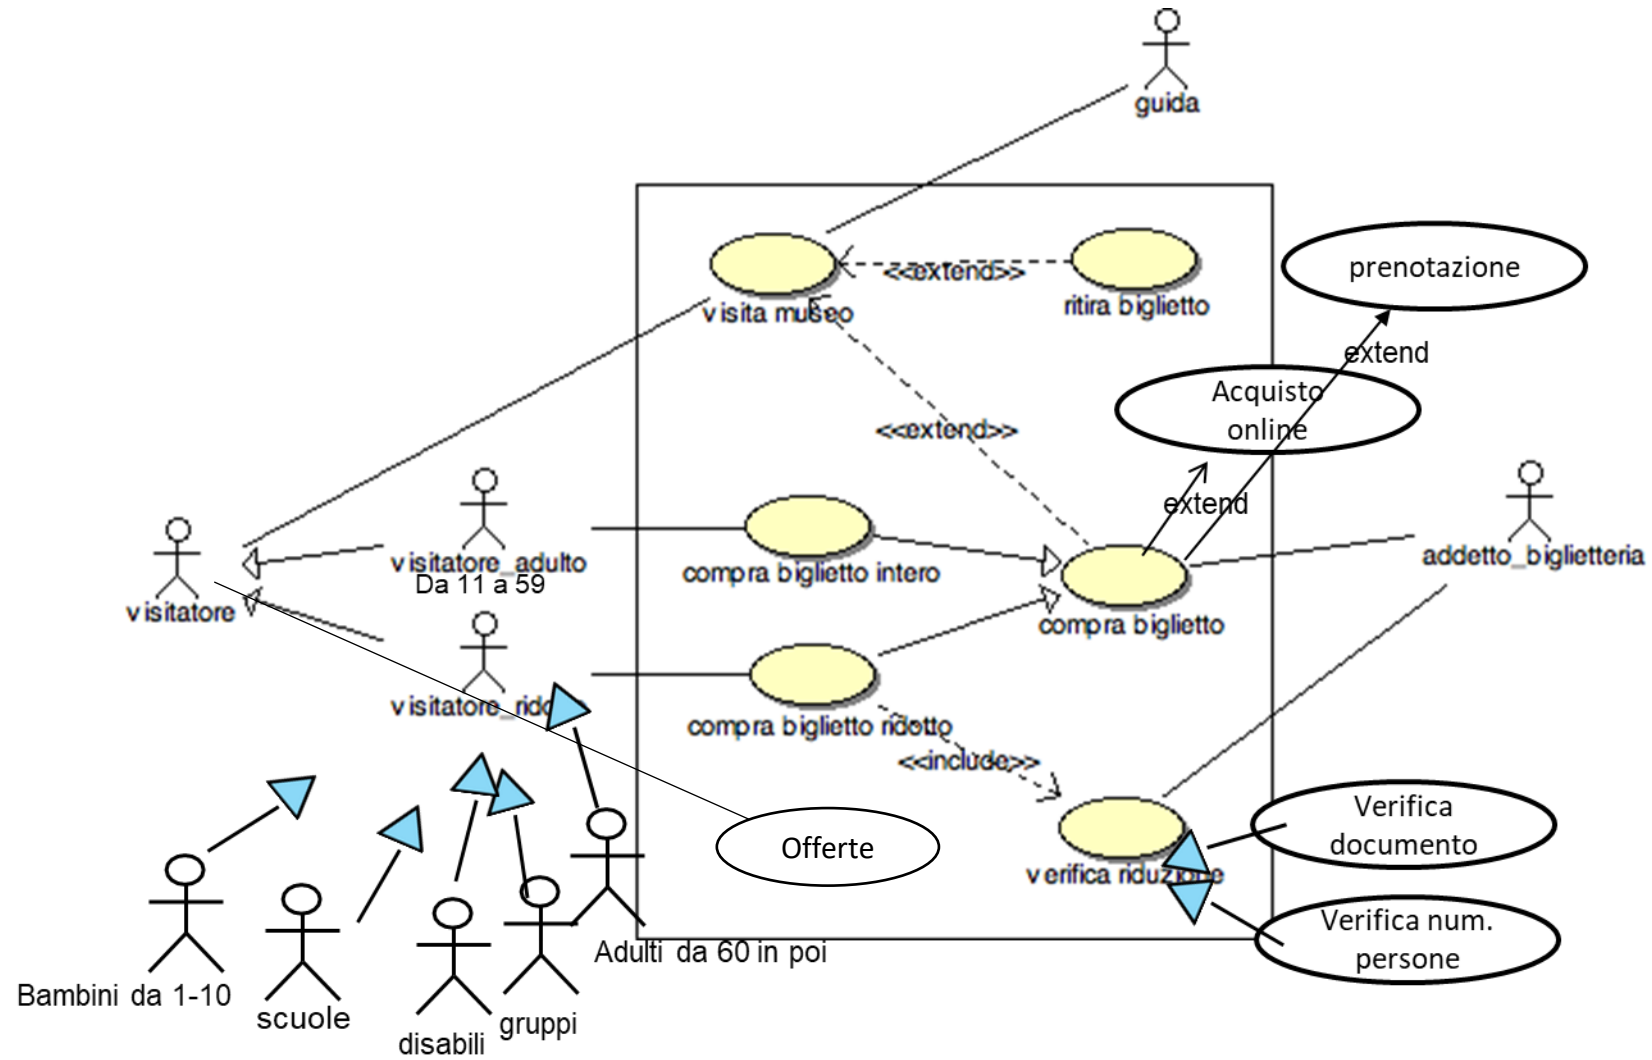 guida
prenotazione
<<extend>>
visita museo
ritira biglietto
extend
Acquisto
online
<<extend>>
extend
visitatore_adulto
Da 11 a 59
compra biglietto intero
addetto_biglietteria
visitatore
compra biglietto
visitatore_rido
compra biglietto ridotto
<<include>>
Offerte
Verifica
documento
verifica riduzione
Verifica num.
persone
Adulti da 60 in poi
Bambini da 1-10
scuole
gruppi
disabili